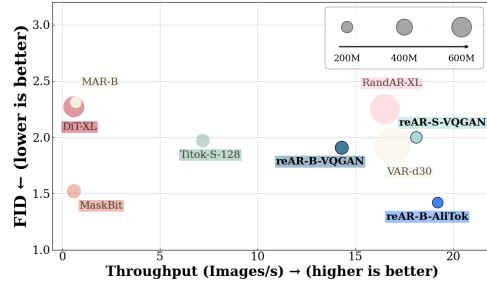 3.0
2.5
2.0
1.5
1.0
FID ← (lower is better)
200M 400M 600M
MAR-B
RandAR-XL
DiT-XL
reAR-S-VQGAN
Titok-S-128
reAR-B-VQGAN
VAR-d30
MaskBit
reAR-B-AliTok
0 5 10 15 20
Throughput (Images/s) → (higher is better)